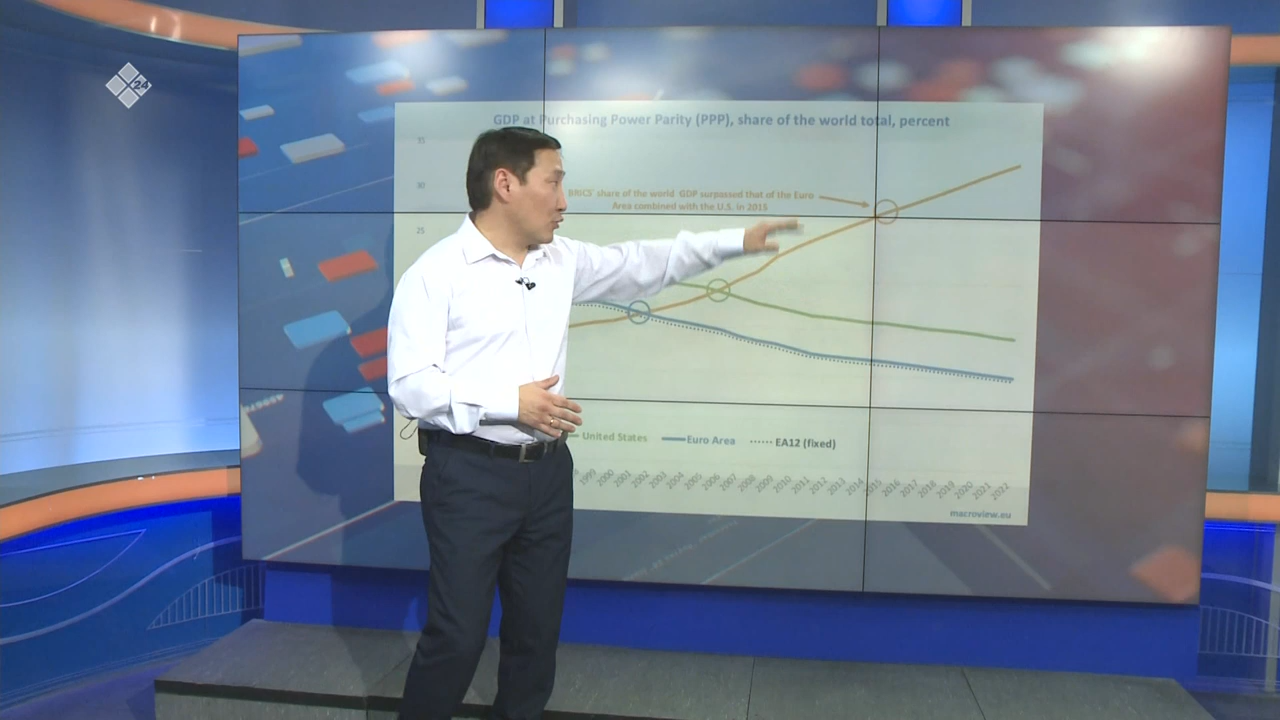 X24
GDP at Purchasing Power Parity (PPP), share of the world total, percent
30
25
BRICS' share of the world GDP surpassed that of the Euro
Area combined with the U.S. in 2015
United States Euro Area EA12 (fixed)
1999 2000 2001 2002 2003 2004 2005 2006 2007 2008 2009 2010 2011 2012 2013 2014 2015 2016 2017 2018 2019 2020 2021 2022
macroview.eu